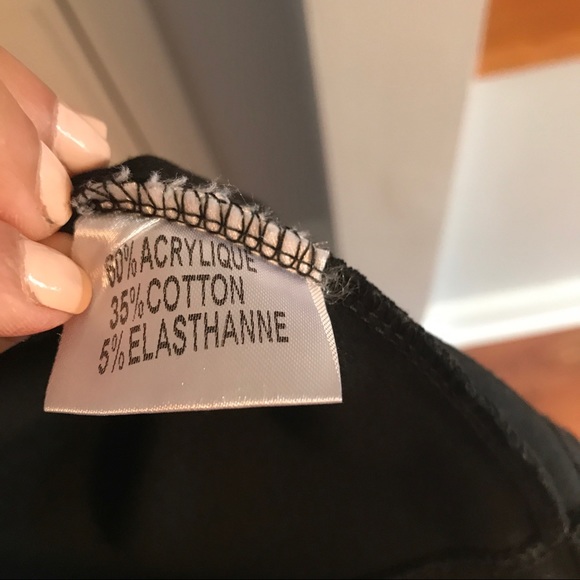 60% ACRYLIQUE
35% COTTON
5% ELASTHANNE